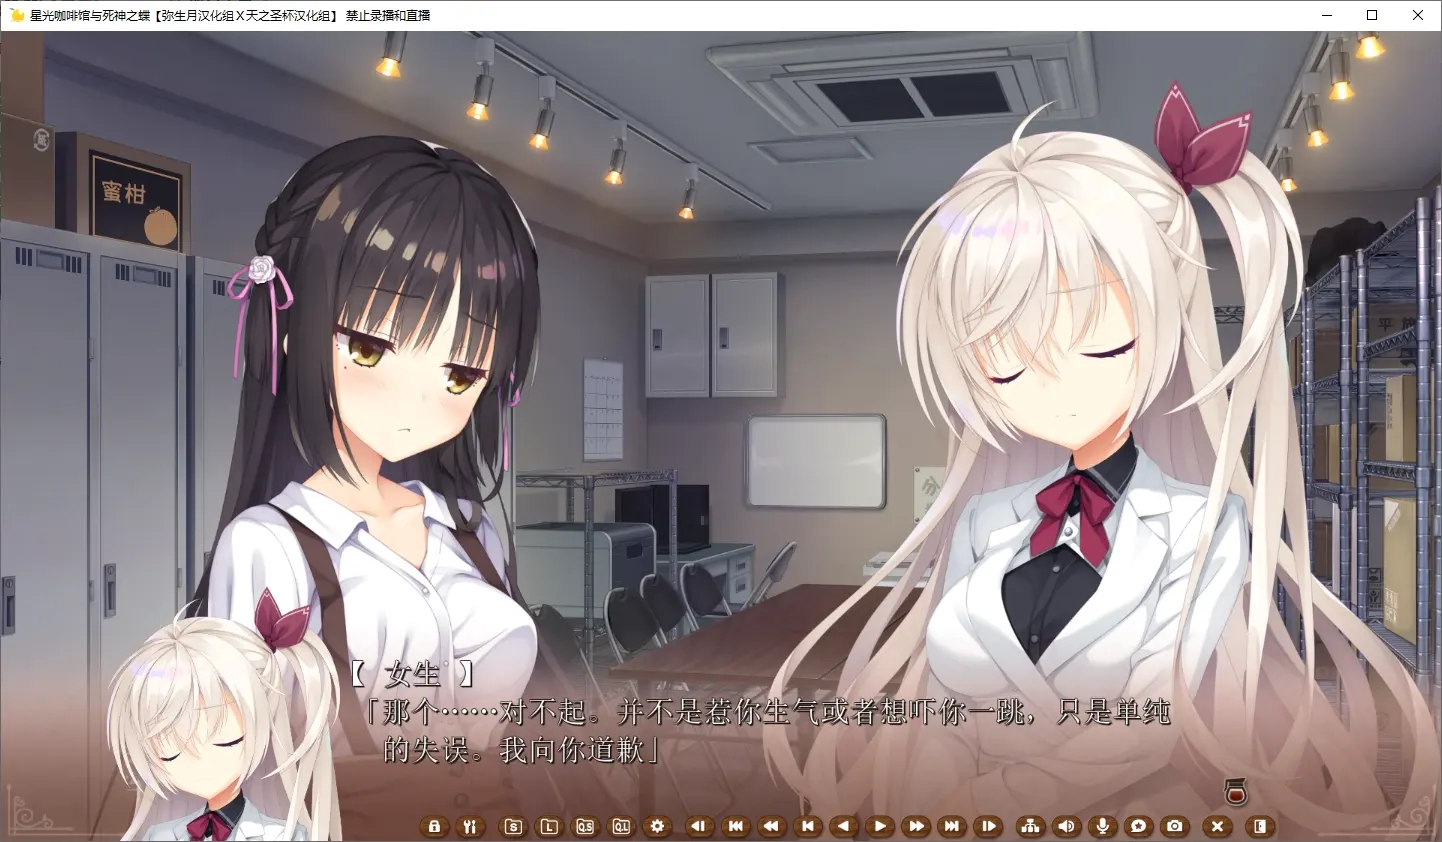 星光咖啡馆与死神之蝶【弥生月汉化组Ｘ天之圣杯汉化组】 禁止录播和直播
蜜柑
【 女生 】
「那个……对不起。并不是惹你生气或者想吓你一跳，只是单纯
的失误。我向你道歉」
S
L
Q.S
Q.L